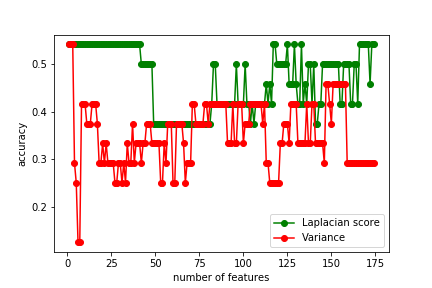 0.5
0.4
0.3
0.2
accuracy
0 25 50 75 100 125 150 175
number of features
Laplacian score
Variance